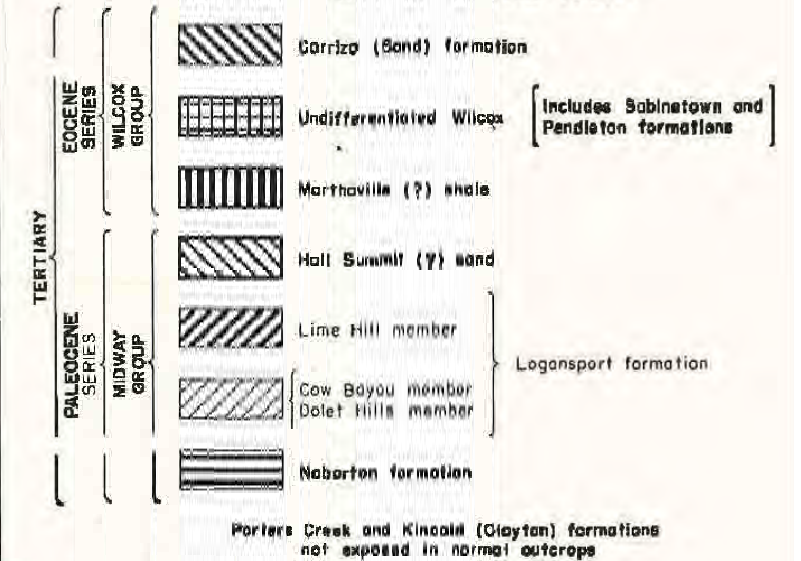 TERTIARY
EOCENE
SERIES
WILCOX
GROUP
Carrizo (Sand) formation
Undifferentiated Wilcox
Includes Sabinetown and
Pendleton formations
Marthaville (?) shale
PALEOCENE
SERIES
MIDWAY
GROUP
Hall Summit (?) sand
Lime Hill member
Cow Bayou member
Dolet Hills member
Logansport formation
Naborton formation
Porters Creek and Kincaid (Clayton) formations
not exposed in normal outcrops